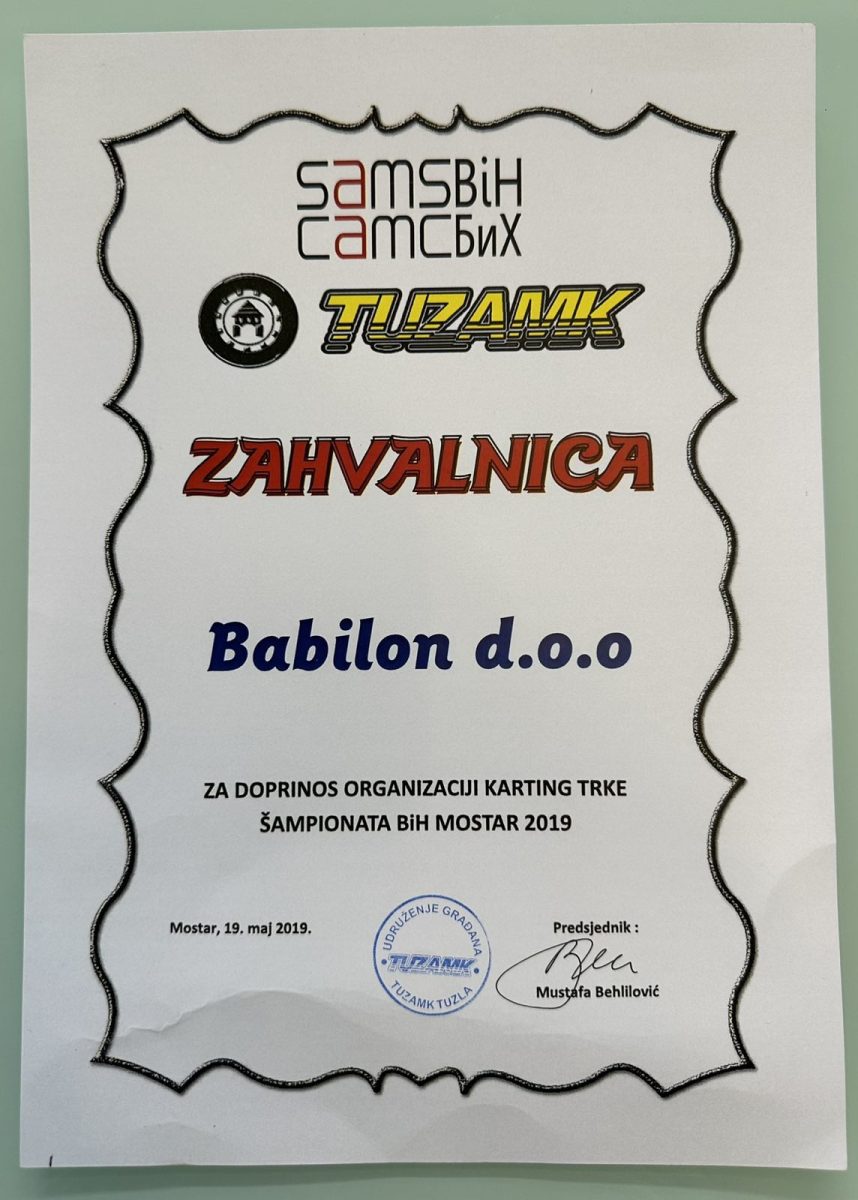 SAMSBiH
САМСБиХ
TUZAMK
ZAHVALNICA
Babilon d.o.o
ZA DOPRINOS ORGANIZACIJI KARTING TRKE
ŠAMPIONATA BiH MOSTAR 2019
Mostar, 19. maj 2019.
UDRUŽENJE GRAĐANA
TUZAMK
TUZAMK TUZLA
Predsjednik :
Mustafa Behlilović